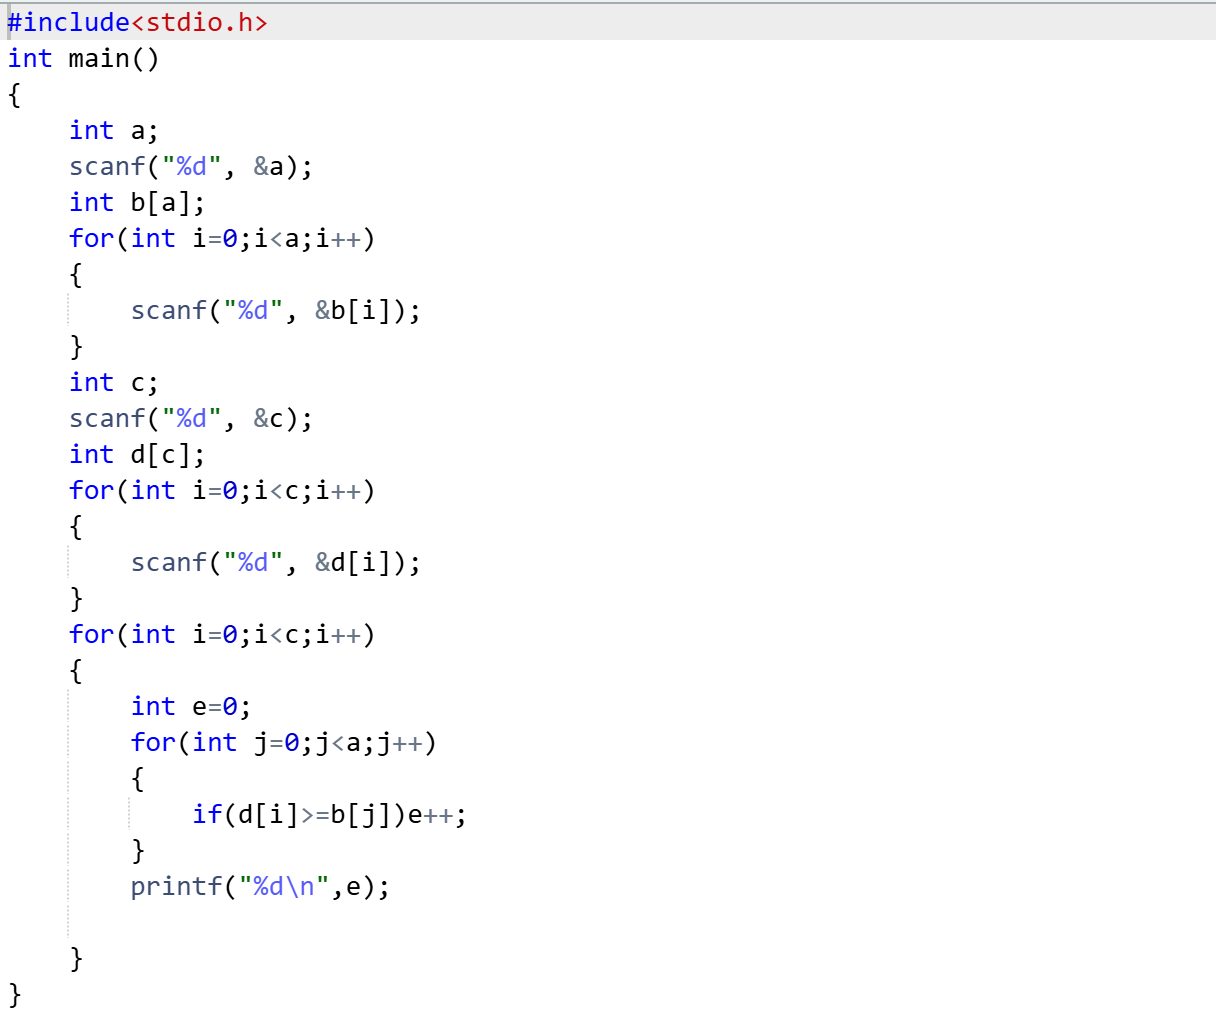 #include<stdio.h>
int main()
{
    int a;
    scanf("%d", &a);
    int b[a];
    for(int i=0;i<a;i++)
    {
        scanf("%d", &b[i]);
    }
    int c;
    scanf("%d", &c);
    int d[c];
    for(int i=0;i<c;i++)
    {
        scanf("%d", &d[i]);
    }
    for(int i=0;i<c;i++)
    {
        int e=0;
        for(int j=0;j<a;j++)
        {
            if(d[i]>=b[j])e++;
        }
        printf("%d\n",e);

    }
}